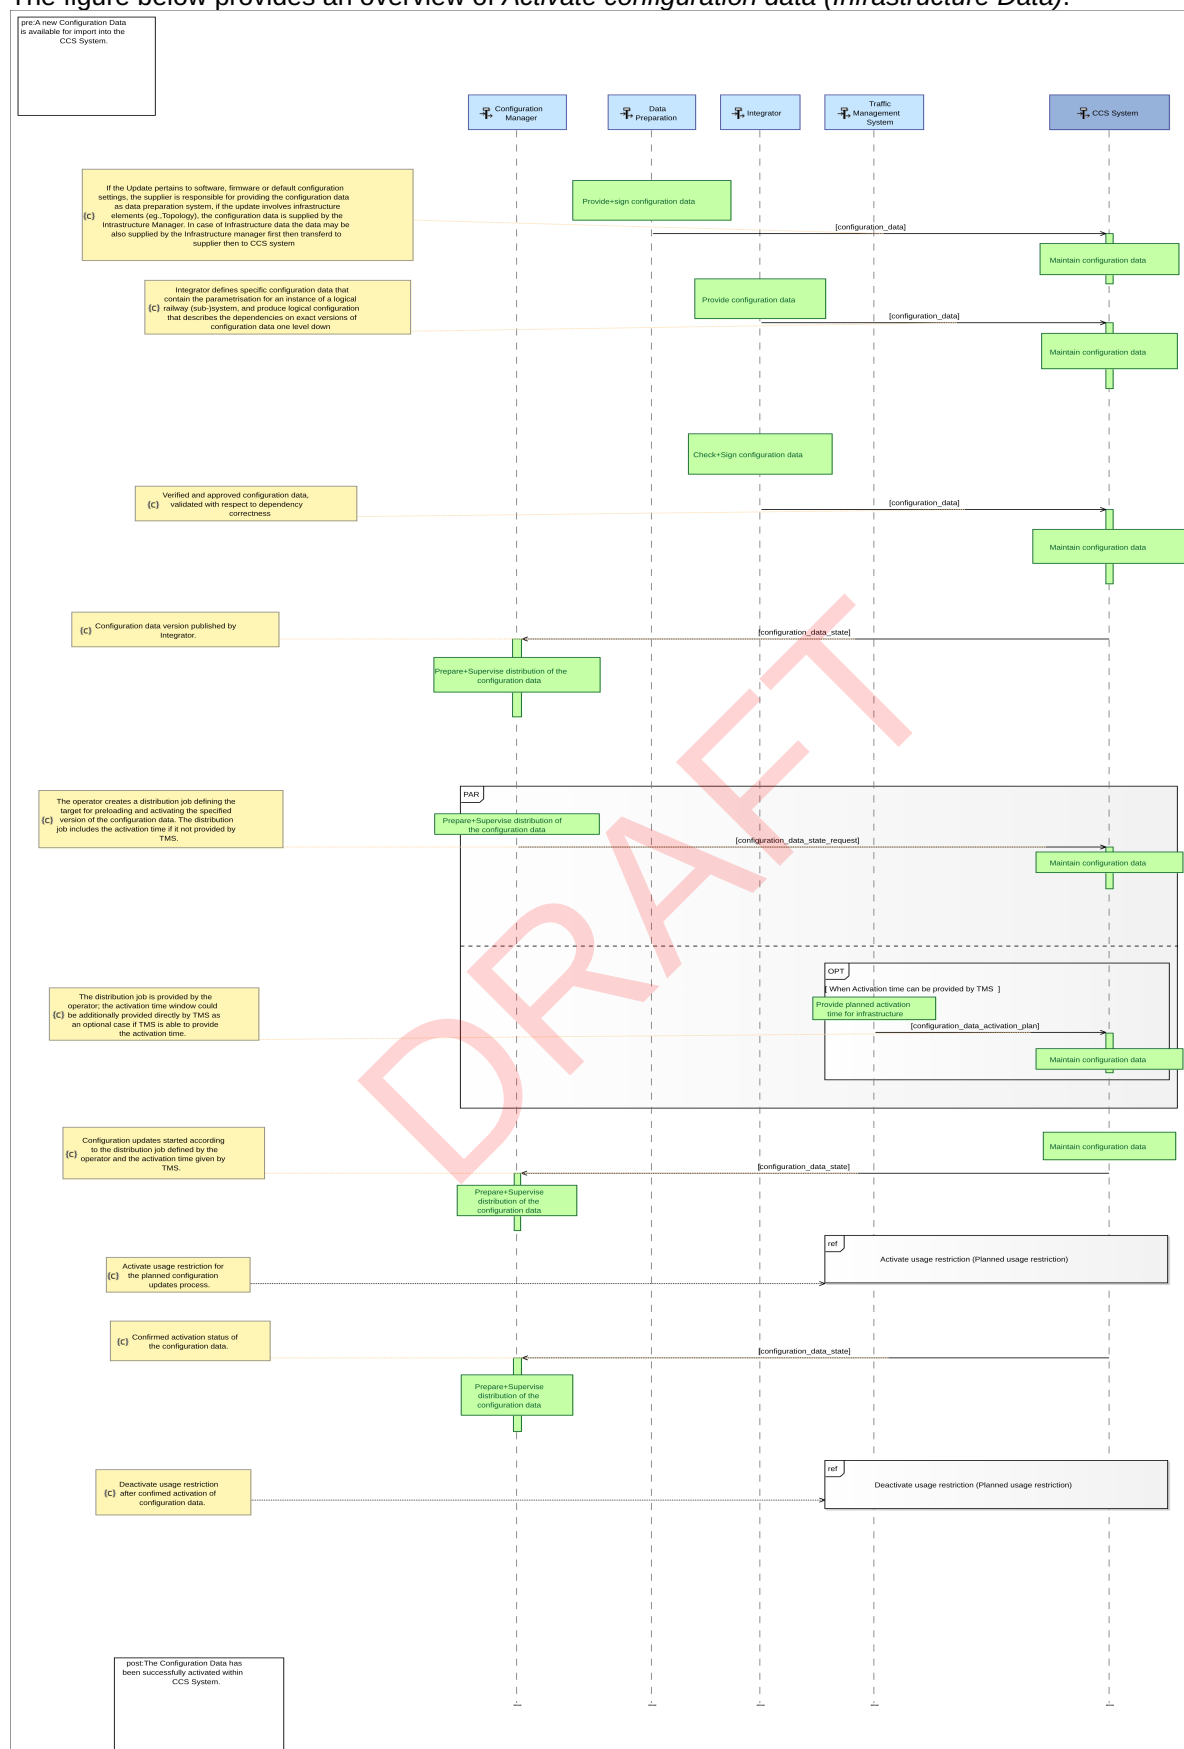 The figure below provides an overview of Activate configuration data (Infrastructure Data).
pre:A new Configuration Data
is available for import into the
CCS System.
Configuration
Manager
Data
Preparation
Integrator
Traffic
Management
System
CCS System
If the Update pertains to software, firmware or default configuration
settings, the supplier is responsible for providing the configuration data
as data preparation system, if the update involves infrastructure
elements (eg.,Topology), the configuration data is supplied by the
Intrastructure Manager. In case of Infrastructure data the data may be
also supplied by the Infrastructure manager first then transferd to
supplier then to CCS system
{c}
Provide+sign configuration data
[configuration_data]
Maintain configuration data
Integrator defines specific configuration data that
contain the parametrisation for an instance of a logical
railway (sub-)system, and produce logical configuration
that describes the dependencies on exact versions of
configuration data one level down
{c}
Provide configuration data
[configuration_data]
Maintain configuration data
Check+Sign configuration data
Verified and approved configuration data,
validated with respect to dependency
correctness
{c}
[configuration_data]
Maintain configuration data
Configuration data version published by
Integrator.
{c}
[configuration_data_state]
Prepare+Supervise distribution of the
configuration data
PAR
The operator creates a distribution job defining the
target for preloading and activating the specified
version of the configuration data. The distribution
job includes the activation time if it not provided by
TMS.
{c}
Prepare+Supervise distribution of
the configuration data
[configuration_data_state_request]
Maintain configuration data
OPT
[ When Activation time can be provided by TMS ]
The distribution job is provided by the
operator; the activation time window could
be additionally provided directly by TMS as
an optional case if TMS is able to provide
the activation time.
{c}
Provide planned activation
time for infrastructure
[configuration_data_activation_plan]
Maintain configuration data
Configuration updates started according
to the distribution job defined by the
operator and the activation time given by
TMS.
{c}
Maintain configuration data
[configuration_data_state]
Prepare+Supervise
distribution of the
configuration data
ref
Activate usage restriction (Planned usage restriction)
Activate usage restriction for
the planned configuration
updates process.
{c}
Confirmed activation status of
the configuration data.
{c}
[configuration_data_state]
Prepare+Supervise
distribution of the
configuration data
ref
Deactivate usage restriction (Planned usage restriction)
Deactivate usage restriction
after confimed activation of
configuration data.
{c}
post:The Configuration Data has
been successfully activated within
CCS System.
DRAFT